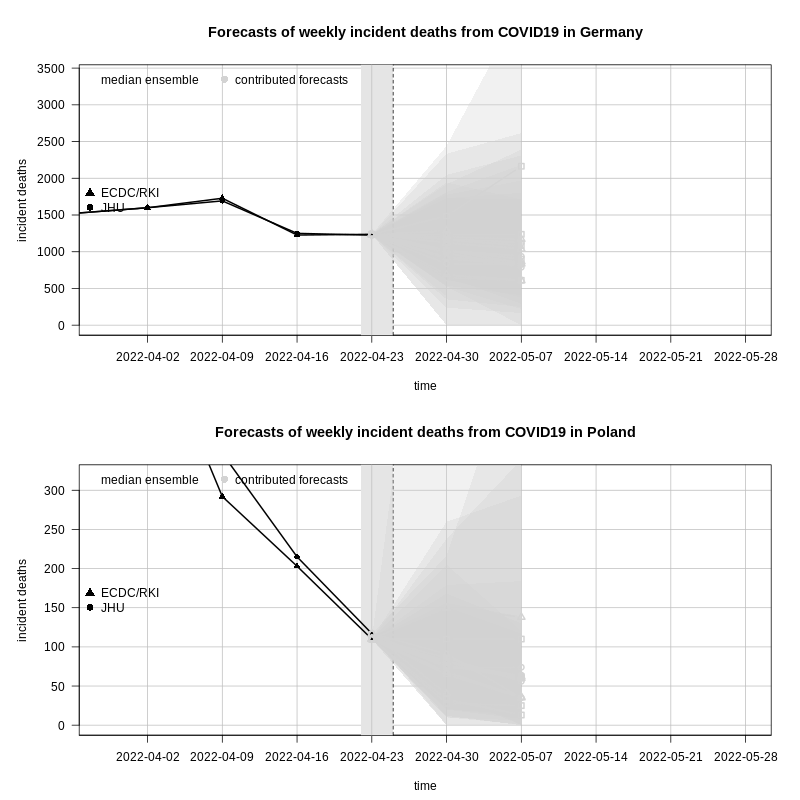 Forecasts of weekly incident deaths from COVID19 in Germany
median ensemble contributed forecasts
ECDC/RKI
JHU
incident deaths
3500
3000
2500
2000
1500
1000
500
0
2022-04-02 2022-04-09 2022-04-16 2022-04-23 2022-04-30 2022-05-07 2022-05-14 2022-05-21 2022-05-28
time
Forecasts of weekly incident deaths from COVID19 in Poland
median ensemble contributed forecasts
ECDC/RKI
JHU
incident deaths
300
250
200
150
100
50
0
2022-04-02 2022-04-09 2022-04-16 2022-04-23 2022-04-30 2022-05-07 2022-05-14 2022-05-21 2022-05-28
time